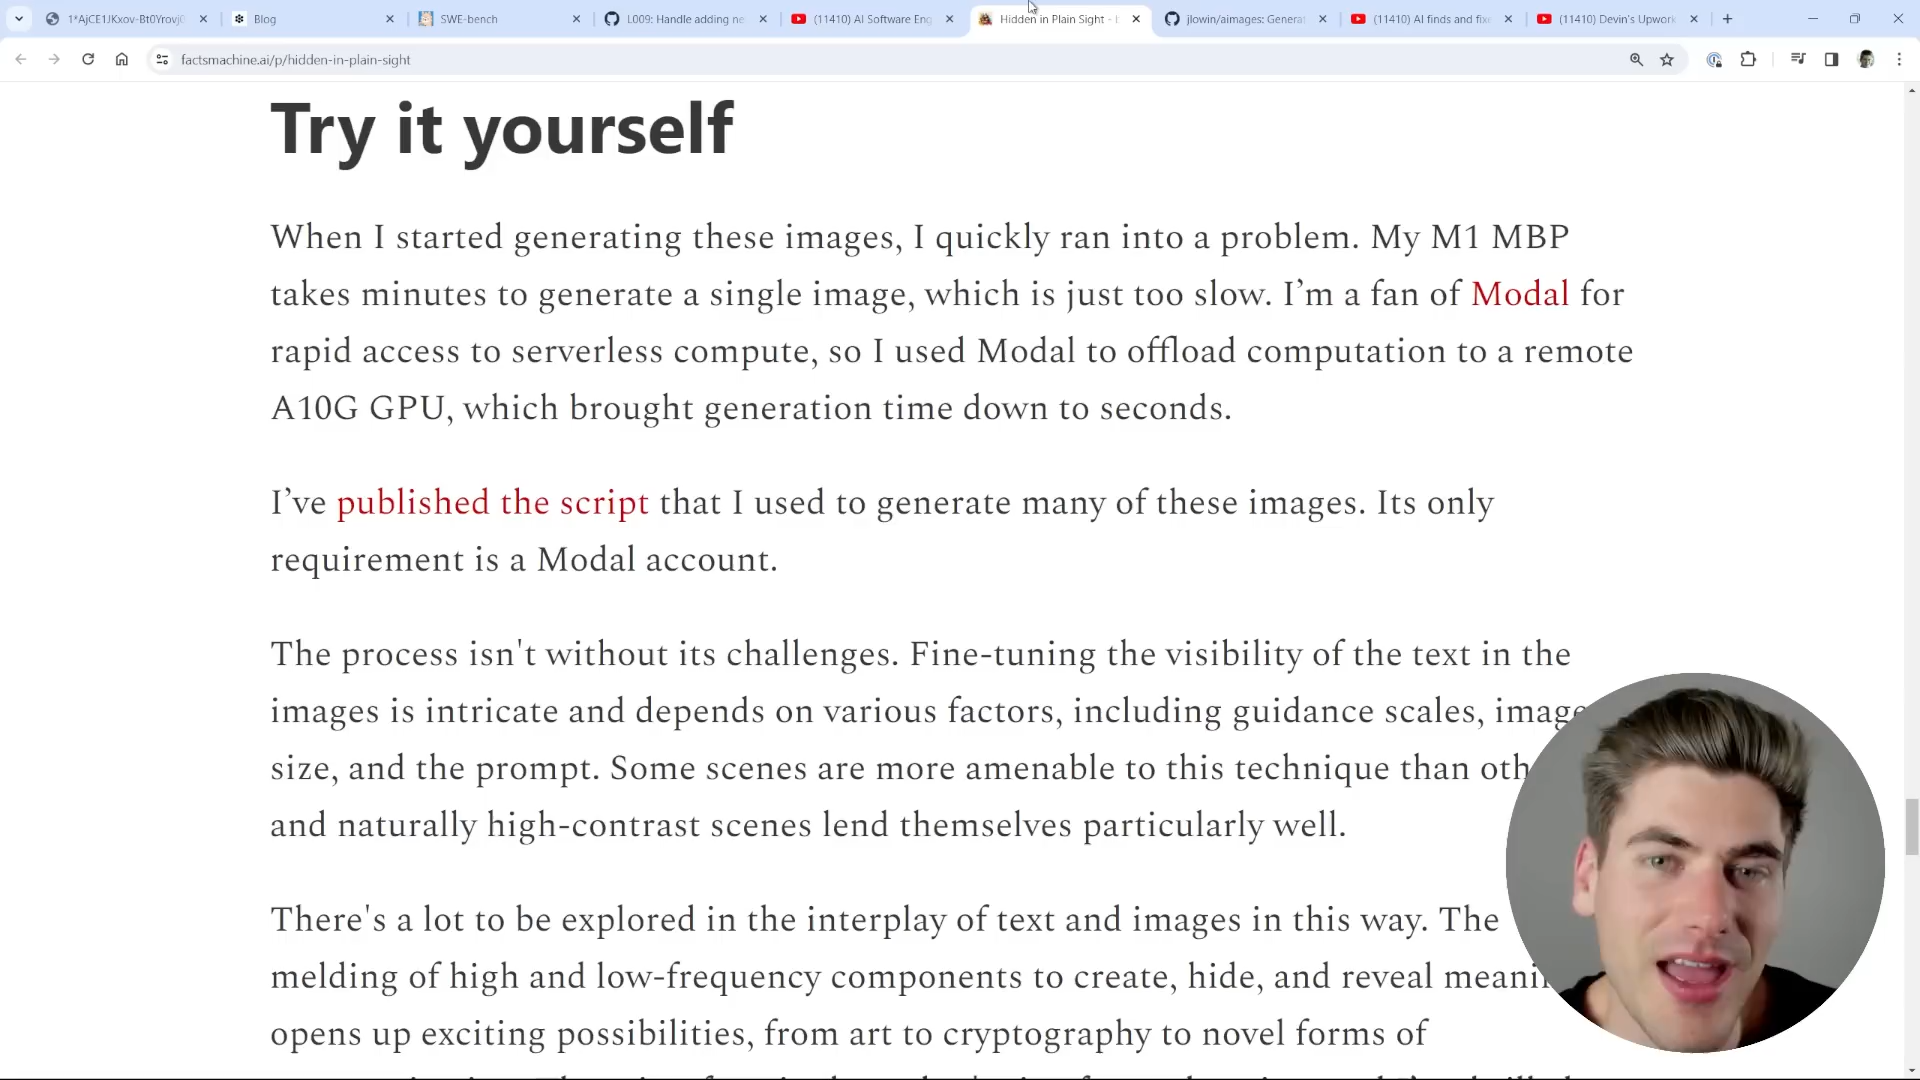 1*AjCE1JKxov-Bt0Yrovj0
Blog
SWE-bench
L009: Handle adding ne
(11410) AI Software Eng
Hidden in Plain Sight -
jlowin/aimages: Generat
(11410) AI finds and fixe
(11410) Devin's Upwork
factsmachine.ai/p/hidden-in-plain-sight
Try it yourself
When I started generating these images, I quickly ran into a problem. My M1 MBP
takes minutes to generate a single image, which is just too slow. I’m a fan of Modal for
rapid access to serverless compute, so I used Modal to offload computation to a remote
A10G GPU, which brought generation time down to seconds.
I’ve published the script that I used to generate many of these images. Its only
requirement is a Modal account.
The process isn't without its challenges. Fine-tuning the visibility of the text in the
images is intricate and depends on various factors, including guidance scales, image
size, and the prompt. Some scenes are more amenable to this technique than oth
and naturally high-contrast scenes lend themselves particularly well.
There's a lot to be explored in the interplay of text and images in this way. The
melding of high and low-frequency components to create, hide, and reveal meani
opens up exciting possibilities, from art to cryptography to novel forms of